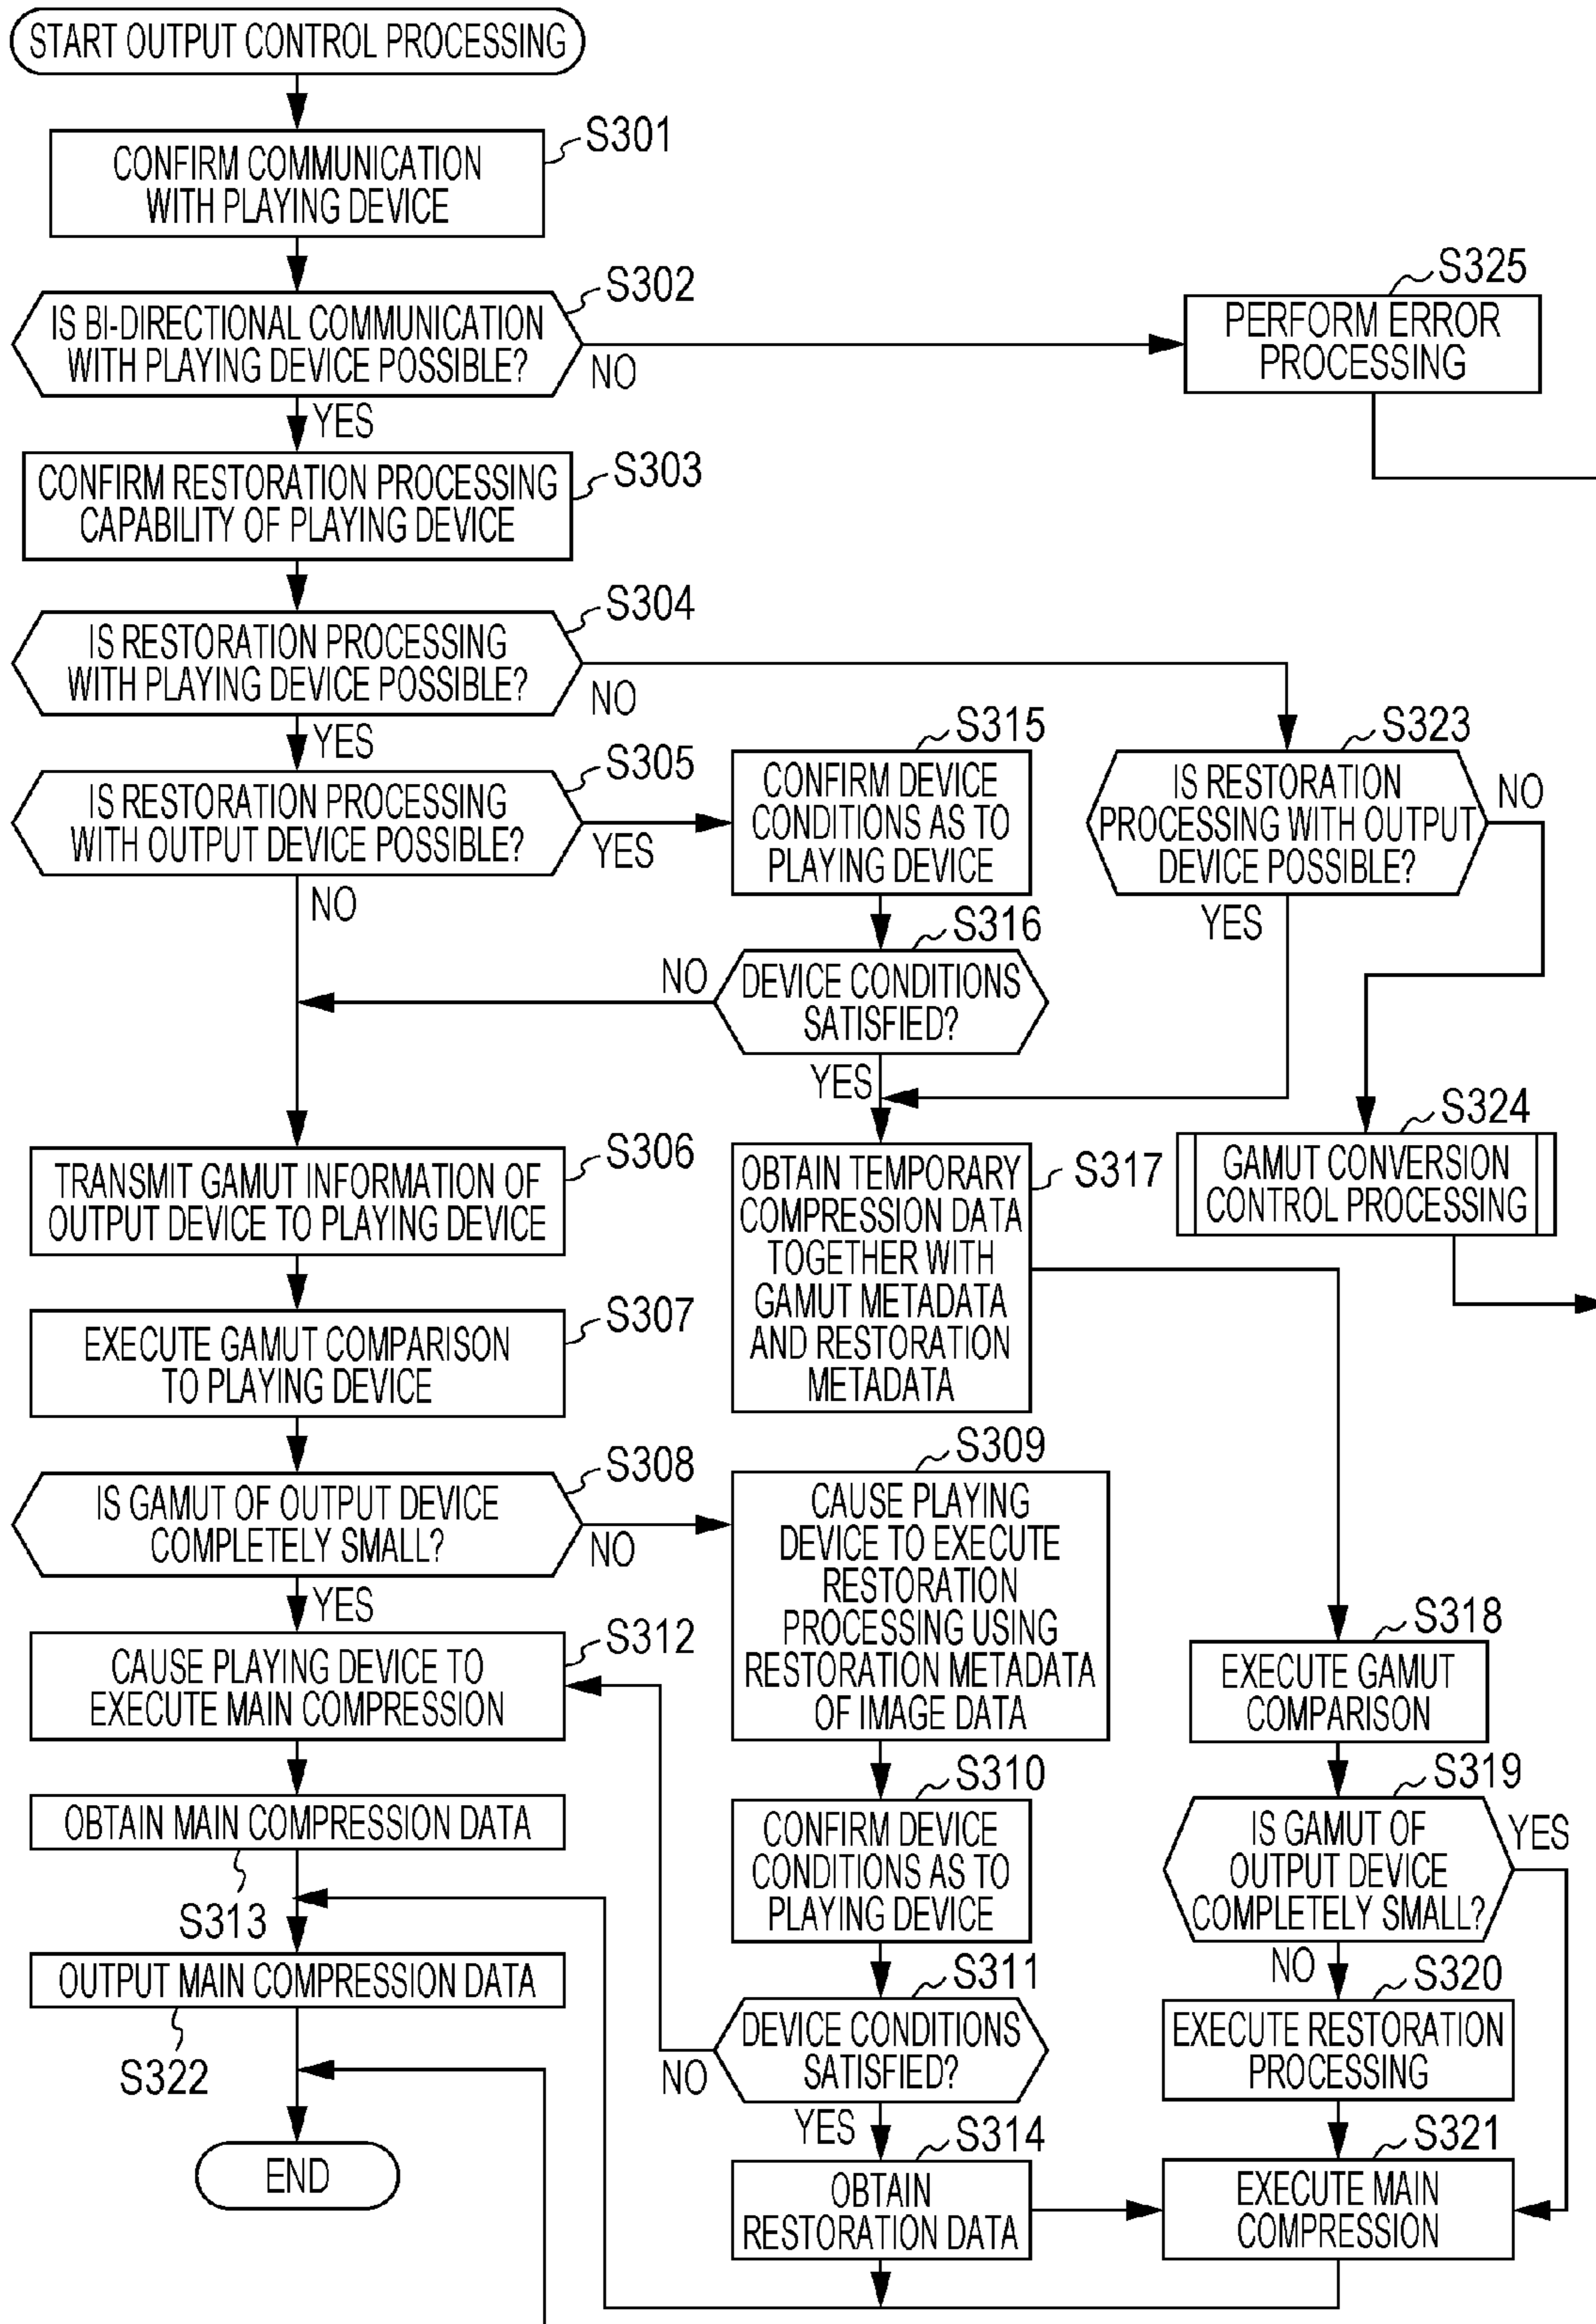 START OUTPUT CONTROL PROCESSING
S301
CONFIRM COMMUNICATION
WITH PLAYING DEVICE
S302
IS BI-DIRECTIONAL COMMUNICATION
WITH PLAYING DEVICE POSSIBLE?
NO
YES
S325
PERFORM ERROR
PROCESSING
S303
CONFIRM RESTORATION PROCESSING
CAPABILITY OF PLAYING DEVICE
S304
IS RESTORATION PROCESSING
WITH PLAYING DEVICE POSSIBLE?
NO
YES
S305
IS RESTORATION PROCESSING
WITH OUTPUT DEVICE POSSIBLE?
YES
NO
S315
CONFIRM DEVICE
CONDITIONS AS TO
PLAYING DEVICE
S323
IS RESTORATION
PROCESSING WITH OUTPUT
DEVICE POSSIBLE?
NO
YES
S316
DEVICE CONDITIONS
SATISFIED?
NO
YES
S324
GAMUT CONVERSION
CONTROL PROCESSING
S306
TRANSMIT GAMUT INFORMATION OF
OUTPUT DEVICE TO PLAYING DEVICE
S317
OBTAIN TEMPORARY
COMPRESSION DATA
TOGETHER WITH
GAMUT METADATA
AND RESTORATION
METADATA
S307
EXECUTE GAMUT COMPARISON
TO PLAYING DEVICE
S308
IS GAMUT OF OUTPUT DEVICE
COMPLETELY SMALL?
NO
YES
S309
CAUSE PLAYING
DEVICE TO EXECUTE
RESTORATION
PROCESSING USING
RESTORATION METADATA
OF IMAGE DATA
S312
CAUSE PLAYING DEVICE TO
EXECUTE MAIN COMPRESSION
S318
EXECUTE GAMUT
COMPARISON
OBTAIN MAIN COMPRESSION DATA
S313
S310
CONFIRM DEVICE
CONDITIONS AS TO
PLAYING DEVICE
S319
IS GAMUT OF
OUTPUT DEVICE
COMPLETELY SMALL?
YES
NO
OUTPUT MAIN COMPRESSION DATA
S322
S311
DEVICE CONDITIONS
SATISFIED?
NO
YES
S320
EXECUTE RESTORATION
PROCESSING
END
S314
OBTAIN
RESTORATION DATA
S321
EXECUTE MAIN
COMPRESSION